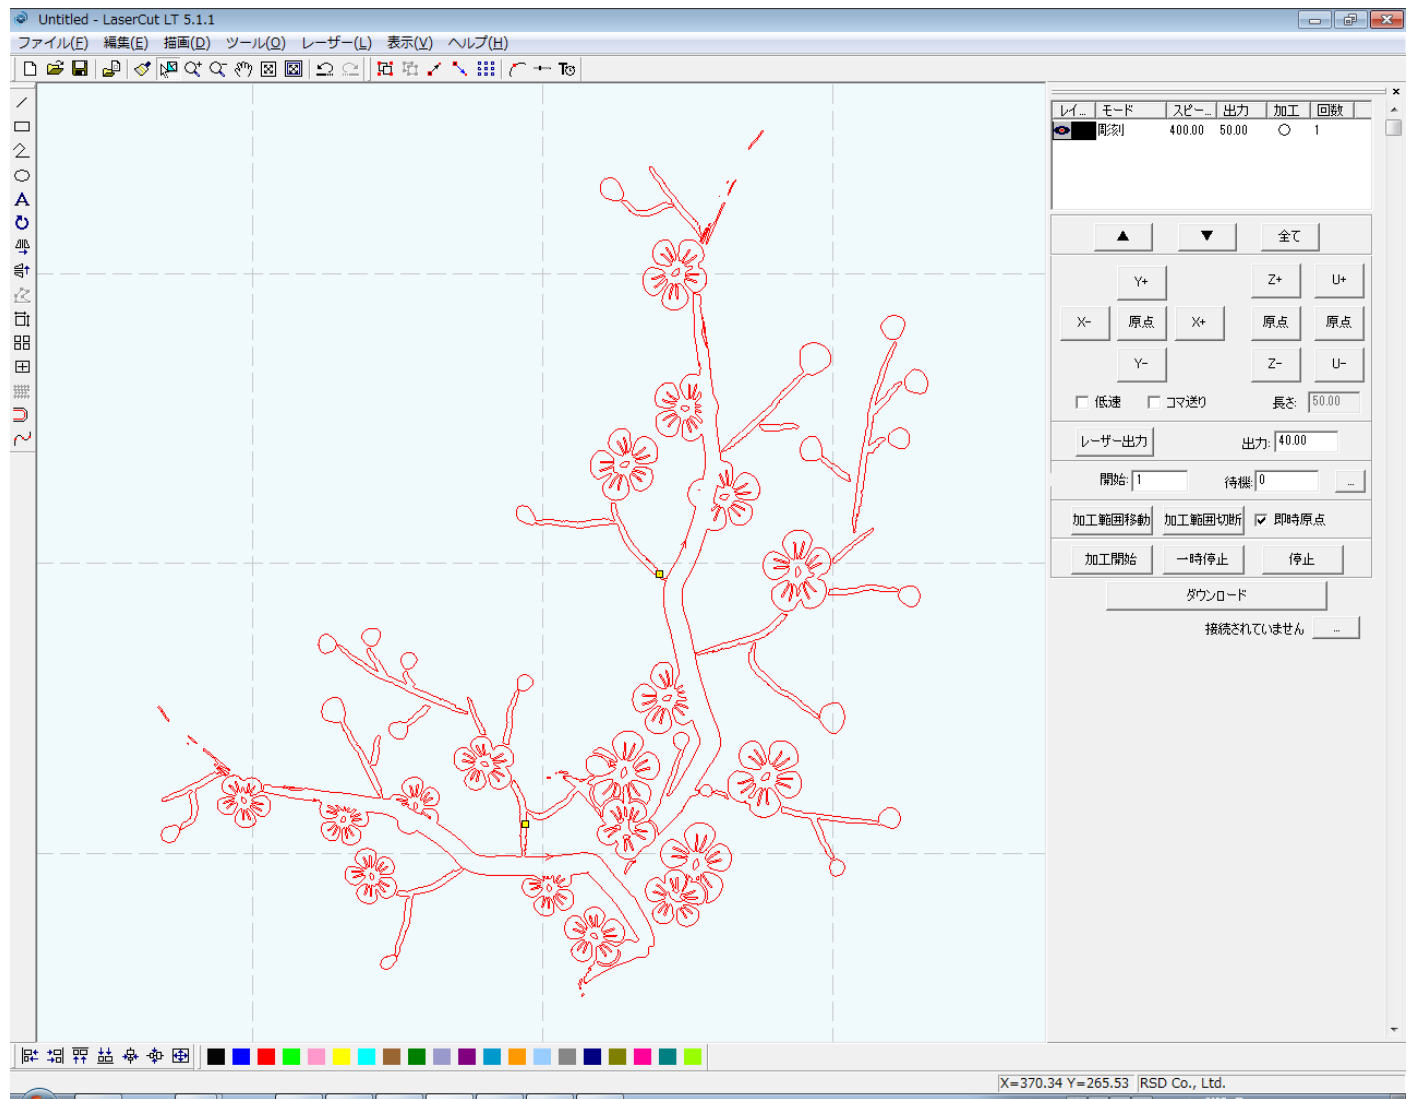 Untitled - LaserCut LT 5.1.1
ファイル(F) 編集(E) 描画(D) ツール(O) レーザー(L) 表示(V) ヘルプ(H)
レイ... モード スピー... 出力 加工 回数
彫刻 400.00 50.00 ○ 1
▲ ▼ 全て
Y+ Z+ U+
X- 原点 X+ 原点 原点
Y- Z- U-
低速 コマ送り 長さ: 50.00
レーザー出力 出力: 40.00
開始: 1 待機: 0 ...
加工範囲移動 加工範囲切断 即時原点
加工開始 一時停止 停止
ダウンロード
接続されていません ...
X=370.34 Y=265.53 RSD Co., Ltd.